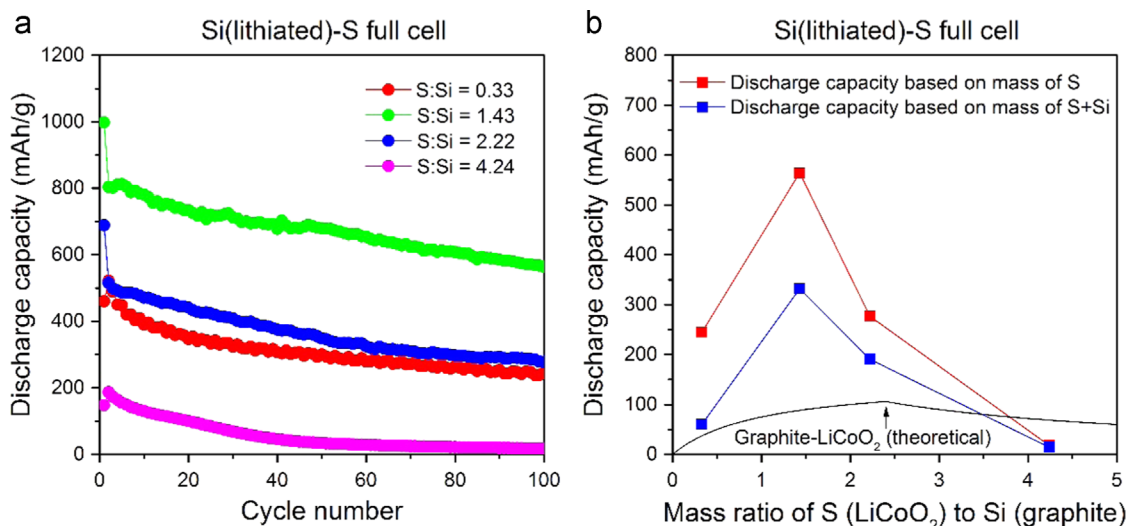 a
Si(lithiated)-S full cell
Discharge capacity (mAh/g)
1200
1000
800
600
400
200
0
S:Si = 0.33
S:Si = 1.43
S:Si = 2.22
S:Si = 4.24
0 20 40 60 80 100
Cycle number
b
Si(lithiated)-S full cell
Discharge capacity (mAh/g)
800
700
600
500
400
300
200
100
0
Discharge capacity based on mass of S
Discharge capacity based on mass of S+Si
Graphite-LiCoO₂ (theoretical)
0 1 2 3 4 5
Mass ratio of S (LiCoO₂) to Si (graphite)